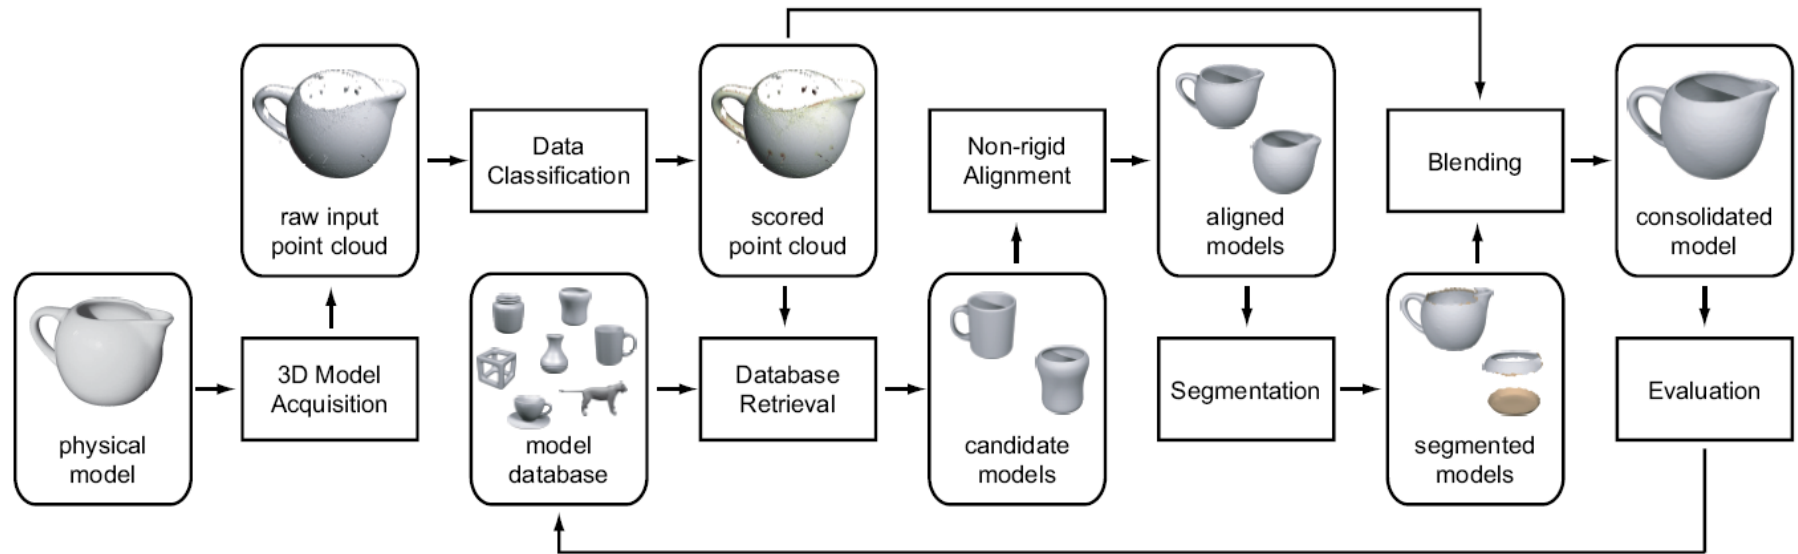 physical
model
3D Model
Acquisition
raw input
point cloud
Data
Classification
scored
point cloud
model
database
Database
Retrieval
candidate
models
Non-rigid
Alignment
aligned
models
Segmentation
segmented
models
Blending
consolidated
model
Evaluation